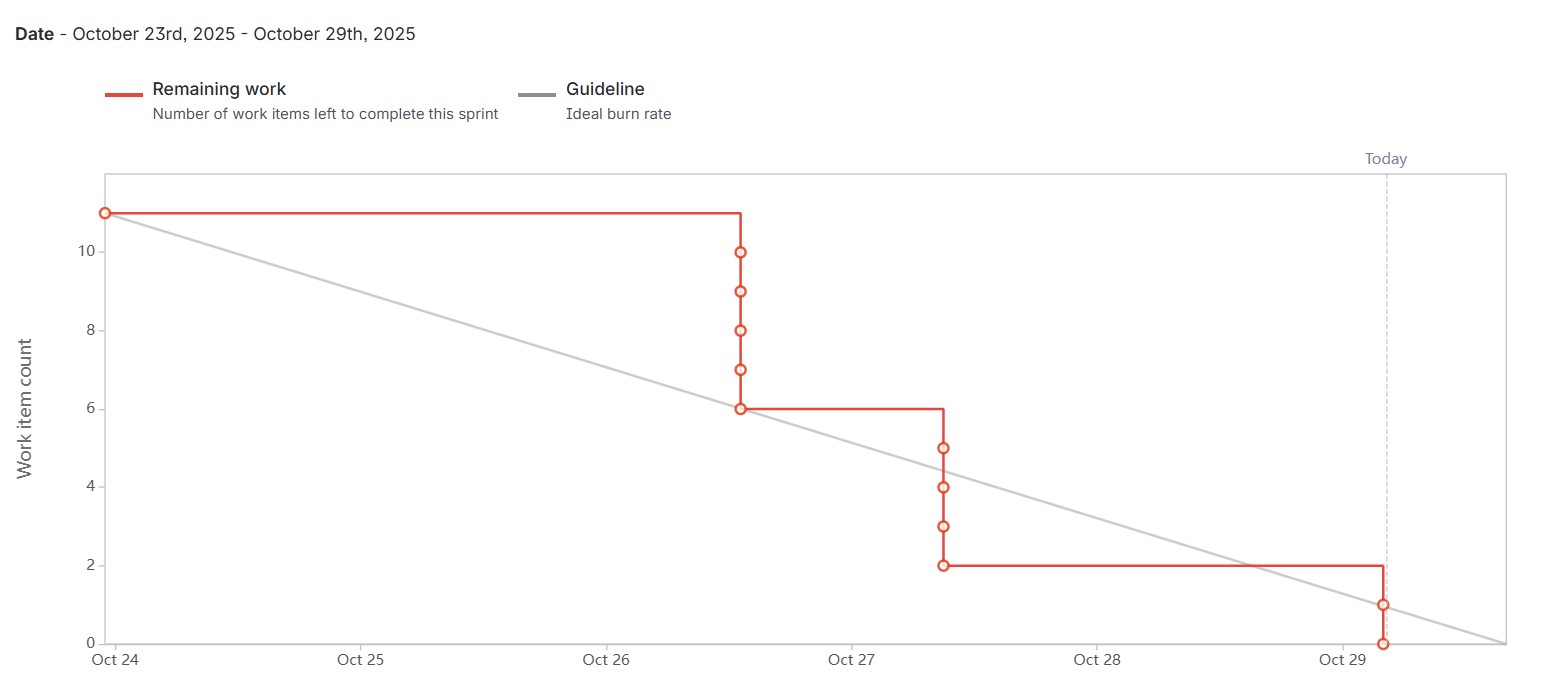 Date - October 23rd, 2025 - October 29th, 2025
Remaining work
Number of work items left to complete this sprint
Guideline
Ideal burn rate
Today
Work item count
10
8
6
4
2
0
Oct 24
Oct 25
Oct 26
Oct 27
Oct 28
Oct 29